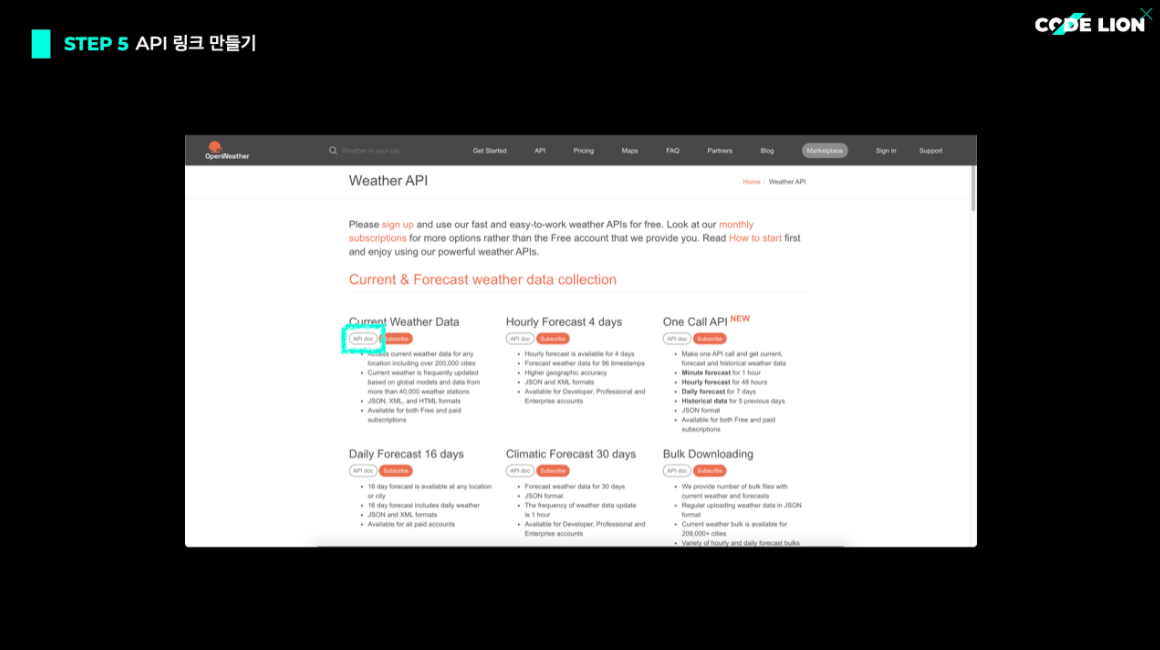 STEP 5 API 링크 만들기
CODE LION
OpenWeather
Weather in your city
Get Started
API
Pricing
Maps
FAQ
Partners
Blog
Marketplace
Sign in
Support
Weather API
Home / Weather API
Please sign up and use our fast and easy-to-work weather APIs for free. Look at our monthly
subscriptions for more options rather than the Free account that we provide you. Read How to start first
and enjoy using our powerful weather APIs.
Current & Forecast weather data collection
Current Weather Data
API doc Subscribe
Access current weather data for any
location including over 200,000 cities
Current weather is frequently updated
based on global models and data from
more than 40,000 weather stations
JSON, XML, and HTML formats
Available for both Free and paid
subscriptions
Hourly Forecast 4 days
API doc Subscribe
Hourly forecast is available for 4 days
Forecast weather data for 96 timestamps
Higher geographic accuracy
JSON and XML formats
Available for Developer, Professional and
Enterprise accounts
One Call API NEW
API doc Subscribe
Make one API call and get current,
forecast and historical weather data
Minute forecast for 1 hour
Hourly forecast for 48 hours
Daily forecast for 7 days
Historical data for 5 previous days
JSON format
Available for both Free and paid
subscriptions
Daily Forecast 16 days
API doc Subscribe
16 day forecast is available at any location
or city
16 day forecast includes daily weather
JSON and XML formats
Available for all paid accounts
Climatic Forecast 30 days
API doc Subscribe
Forecast weather data for 30 days
JSON format
The frequency of weather data update
is 1 hour
Available for Developer, Professional and
Enterprise accounts
Bulk Downloading
API doc Subscribe
We provide number of bulk files with
current weather and forecasts
Regular uploading weather data in JSON
format
Current weather bulk is available for
209,000+ cities
Variety of hourly and daily forecast bulks